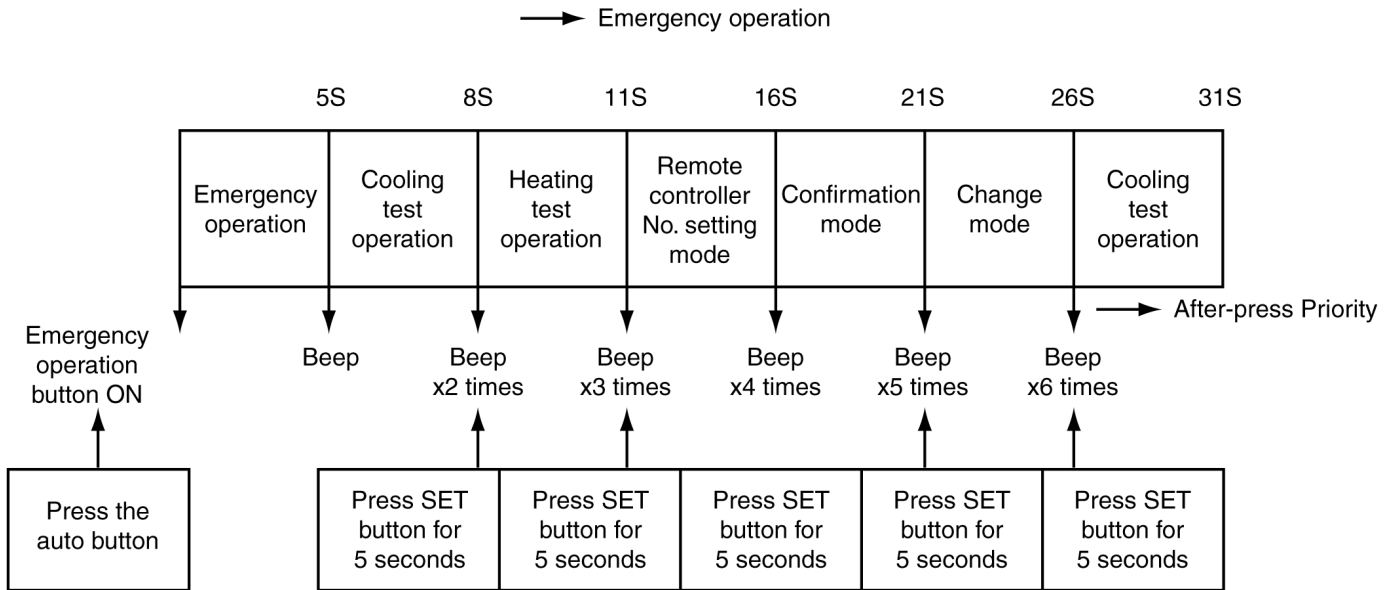 Emergency operation
5S 8S 11S 16S 21S 26S 31S
Emergency
operation
Cooling
test
operation
Heating
test
operation
Remote
controller
No. setting
mode
Confirmation
mode
Change
mode
Cooling
test
operation
After-press Priority
Emergency
operation
button ON
Beep
Beep
x2 times
Beep
x3 times
Beep
x4 times
Beep
x5 times
Beep
x6 times
Press the
auto button
Press SET
button for
5 seconds
Press SET
button for
5 seconds
Press SET
button for
5 seconds
Press SET
button for
5 seconds
Press SET
button for
5 seconds